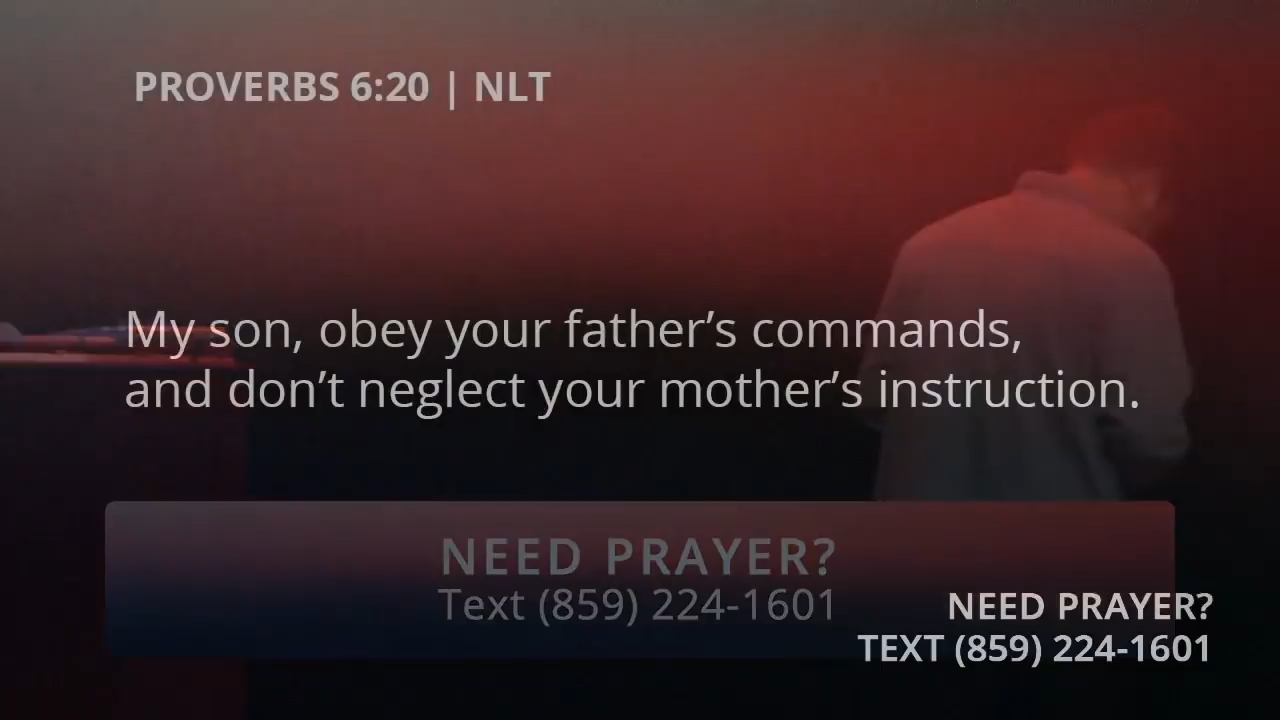 PROVERBS 6:20 | NLT
My son, obey your father’s commands,
and don’t neglect your mother’s instruction.
NEED PRAYER?
Text (859) 224-1601
NEED PRAYER?
TEXT (859) 224-1601